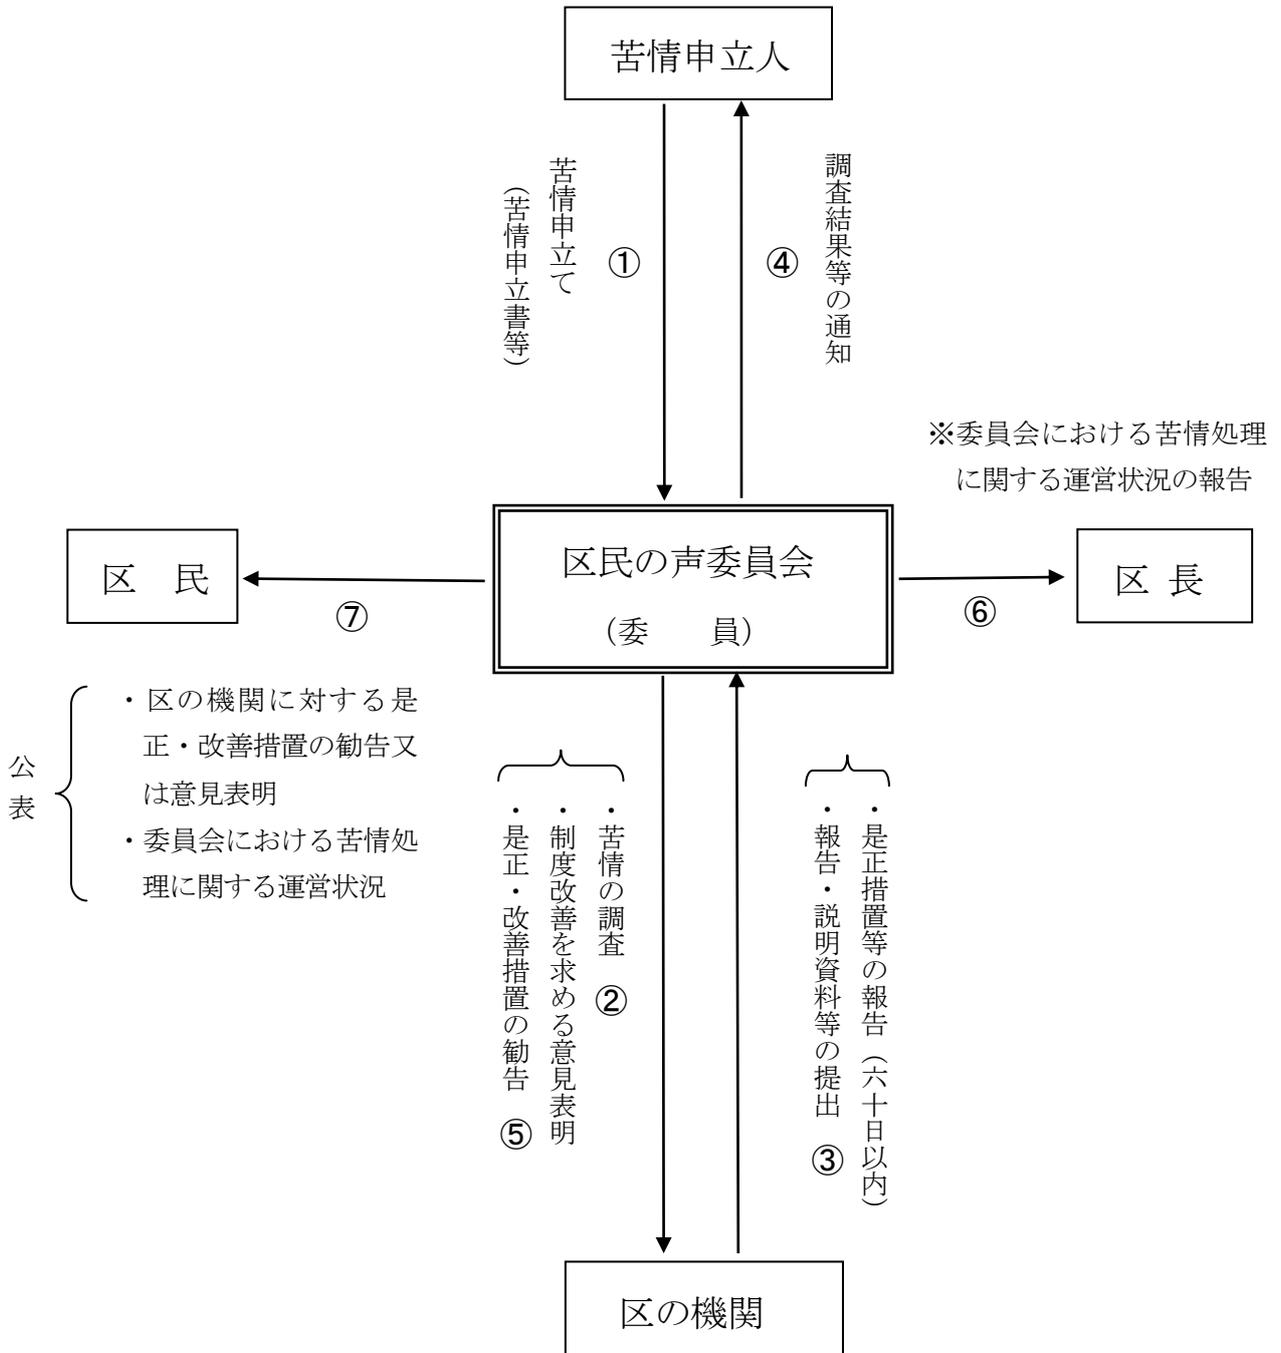 苦情申立人
苦情申立て
（苦情申立書等）
①
④
調査結果等の通知
※委員会における苦情処理
に関する運営状況の報告
区　民
⑦
区民の声委員会
（委　　員）
⑥
区 長
公表
・区の機関に対する是
正・改善措置の勧告又
は意見表明
・委員会における苦情処
理に関する運営状況
・苦情の調査　②
・制度改善を求める意見表明
・是正・改善措置の勧告　⑤
・是正措置等の報告（六十日以内）
・報告・説明資料等の提出　③
区の機関